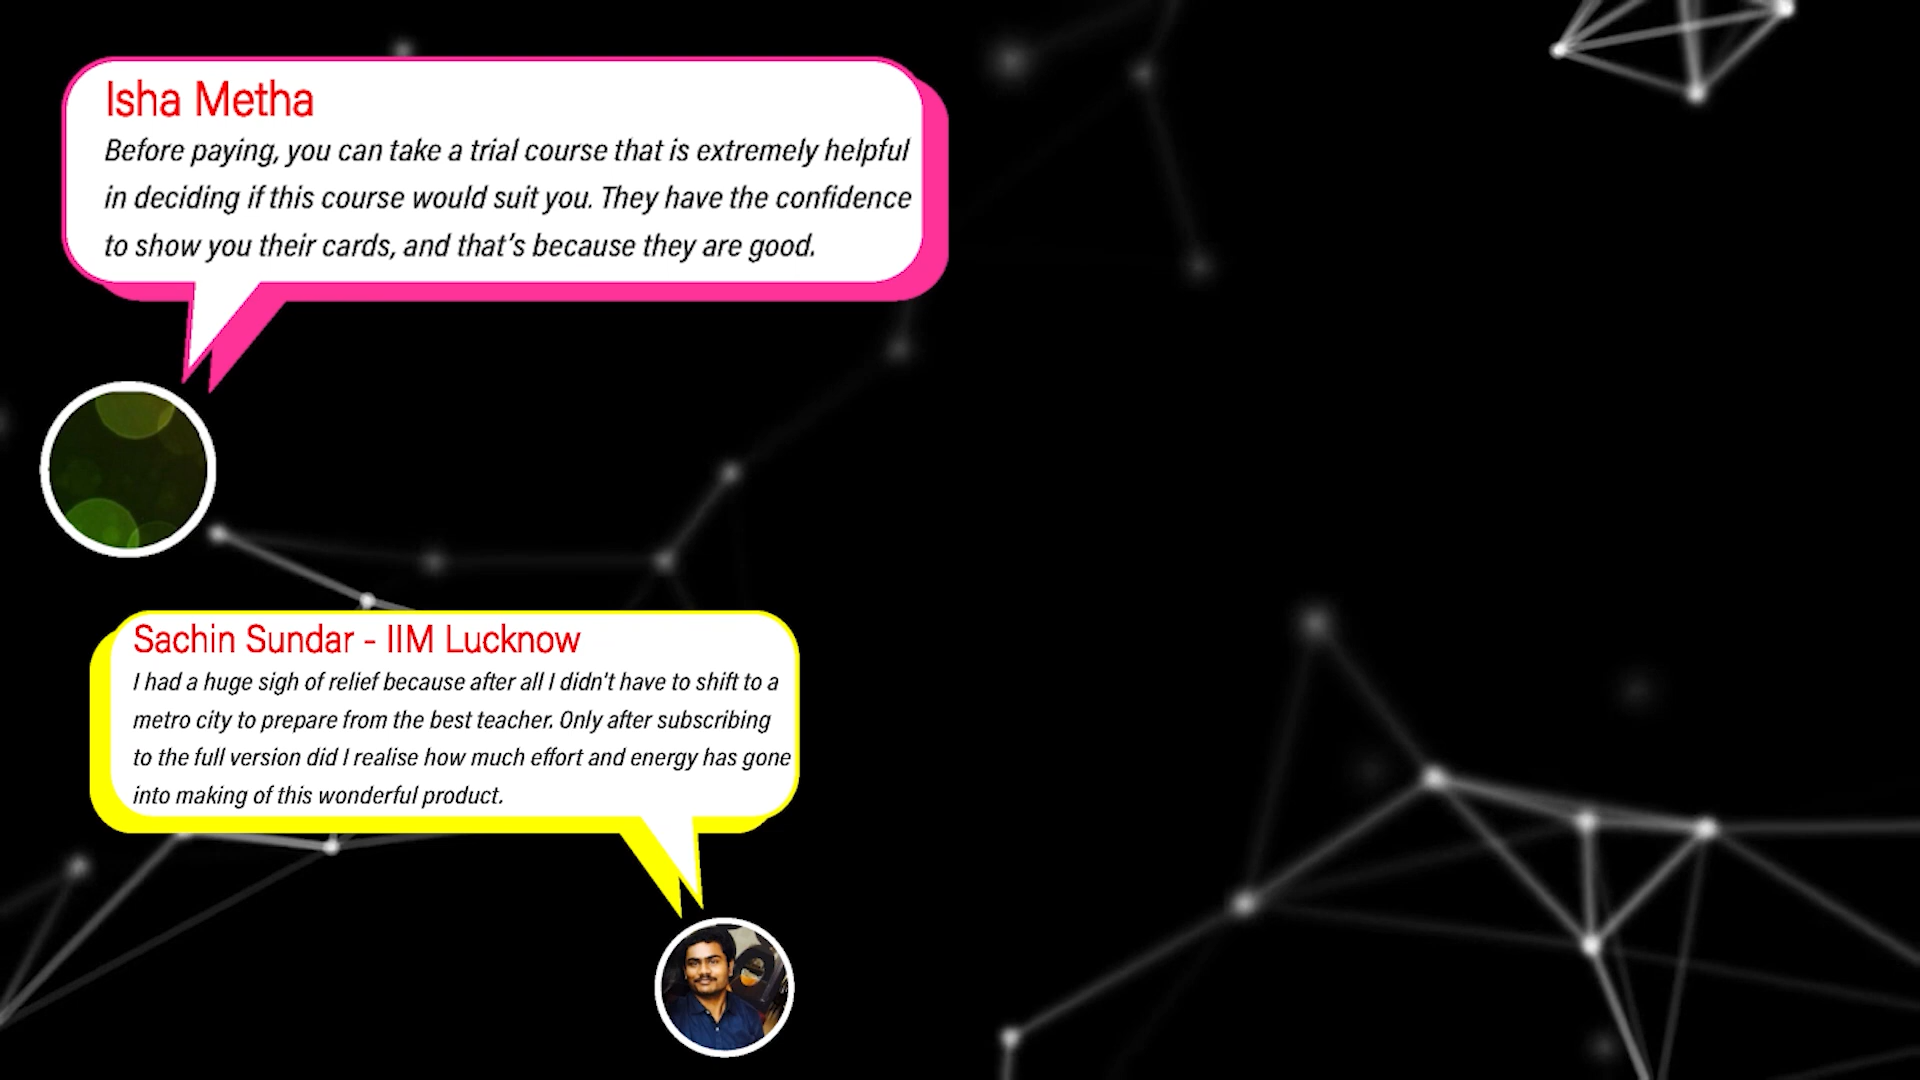 Isha Metha
Before paying, you can take a trial course that is extremely helpful
in deciding if this course would suit you. They have the confidence
to show you their cards, and that’s because they are good.
Sachin Sundar - IIM Lucknow
I had a huge sigh of relief because after all I didn't have to shift to a
metro city to prepare from the best teacher. Only after subscribing
to the full version did I realise how much effort and energy has gone
into making of this wonderful product.